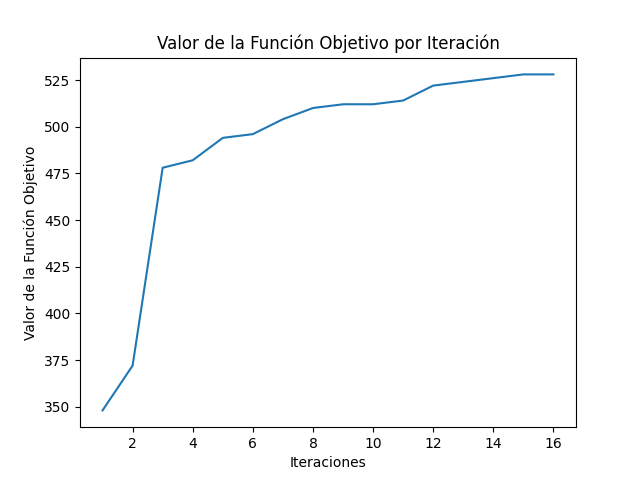 Valor de la Función Objetivo por Iteración
Valor de la Función Objetivo
525
500
475
450
425
400
375
350
2 4 6 8 10 12 14 16
Iteraciones